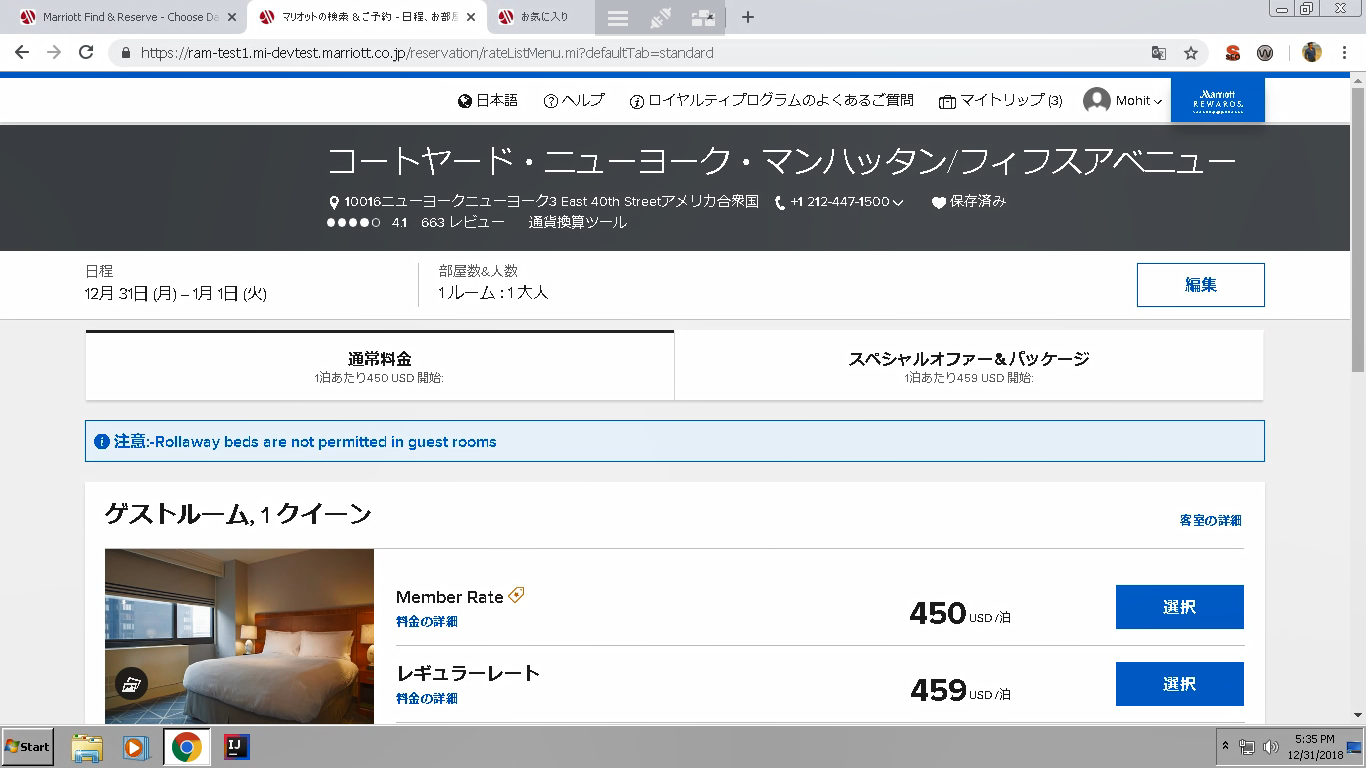 Marriott Find & Reserve - Choose Da
マリオットの検索 & ご予約 - 日程、お部屋
お気に入り
https://ram-test1.mi-devtest.marriott.co.jp/reservation/rateListMenu.mi?defaultTab=standard
日本語
ヘルプ
ロイヤルティプログラムのよくあるご質問
マイトリップ (3)
Mohit
Marriott
REWARDS.
コートヤード・ニューヨーク・マンハッタン/フィフスアベニュー
10016ニューヨークニューヨーク3 East 40th Streetアメリカ合衆国 +1 212-447-1500 保存済み
4.1 663 レビュー 通貨換算ツール
日程
12月 31日 (月) – 1月 1日 (火)
部屋数&人数
1 ルーム : 1 大人
編集
通常料金
1泊あたり450 USD 開始:
スペシャルオファー&パッケージ
1泊あたり459 USD 開始:
注意:-Rollaway beds are not permitted in guest rooms
ゲストルーム, 1 クイーン
客室の詳細
Member Rate
料金の詳細
450 USD /泊
選択
レギュラーレート
料金の詳細
459 USD /泊
選択
Start
IJ
5:35 PM
12/31/2018